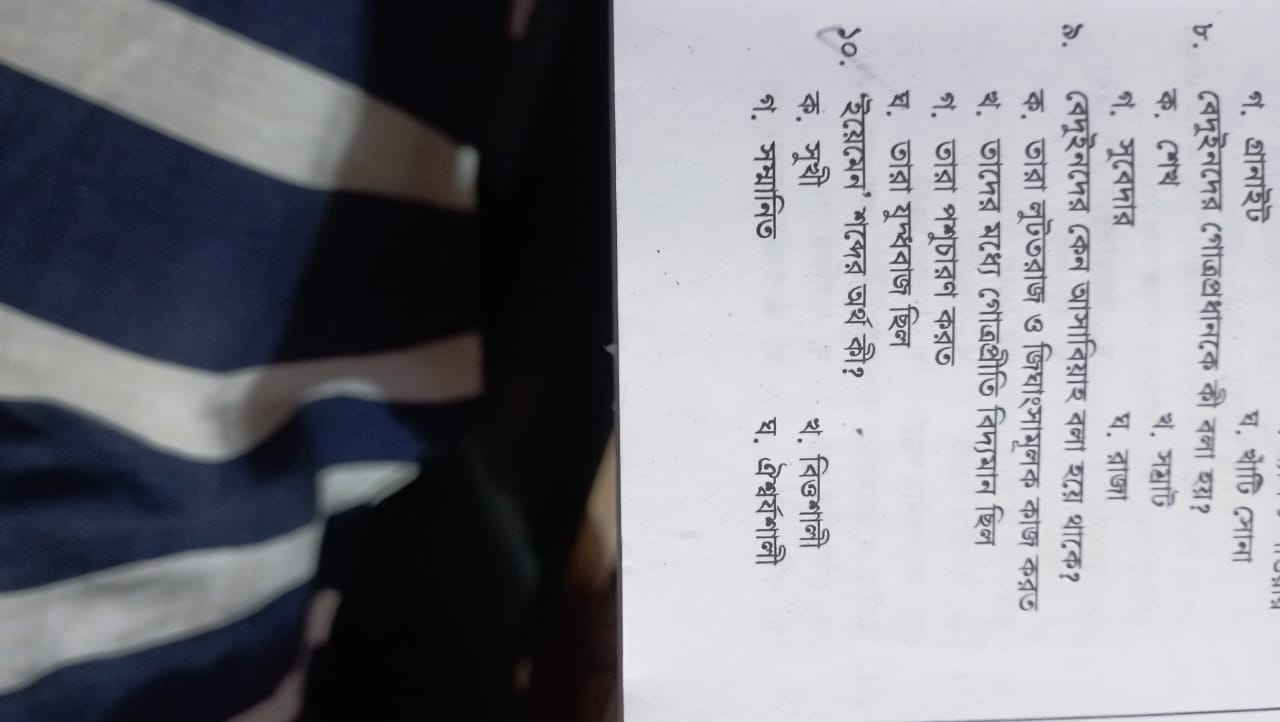 গ. গ্রানাইট ঘ. খাঁটি সোনা
৮. বেদুইনদের গোত্রপ্রধানকে কী বলা হয়?
ক. শেখ খ. সম্রাট
গ. সুবেদার ঘ. রাজা
৯. বেদুইনদের কেন আসাবিয়াহ বলা হয়ে থাকে?
ক. তারা লুটতরাজ ও জিঘাংসামূলক কাজ করত
খ. তাদের মধ্যে গোত্রপ্রীতি বিদ্যমান ছিল
গ. তারা পশুচারণ করত
ঘ. তারা যুদ্ধবাজ ছিল
১০. 'ইয়েমেন' শব্দের অর্থ কী?
ক. সুখী খ. বিত্তশালী
গ. সম্মানিত ঘ. ঐশ্বর্যশালী